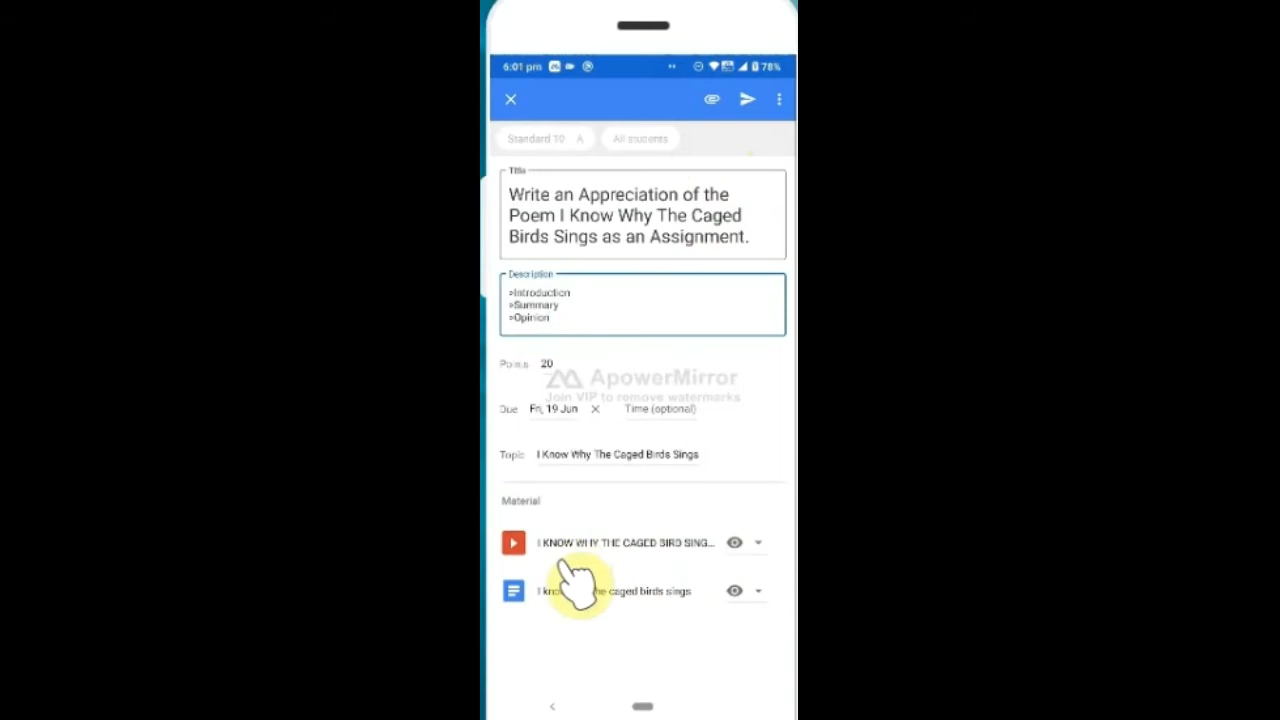 6:01 pm
78%
Standard 10 A
All students
Title
Write an Appreciation of the
Poem I Know Why The Caged
Birds Sings as an Assignment.
Description
»Introduction
»Summary
»Opinion
Points 20
ApowerMirror
Join VIP to remove watermarks
Due Fri, 19 Jun Time (optional)
Topic I Know Why The Caged Birds Sings
Material
I KNOW WHY THE CAGED BIRD SING...
I caged birds sings